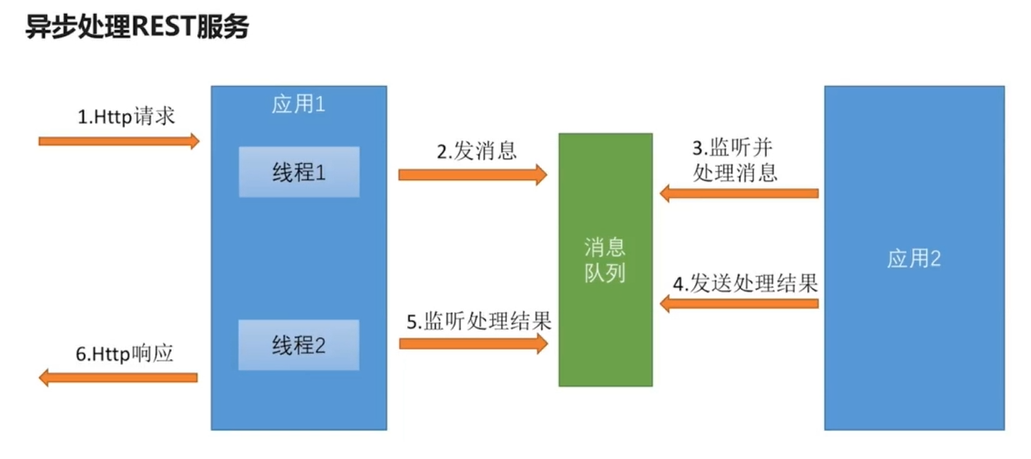 异步处理REST服务
1.Http请求
应用1
线程1
2.发消息
3.监听并
处理消息
消息
队列
应用2
4.发送处理结果
5.监听处理结果
线程2
6.Http响应